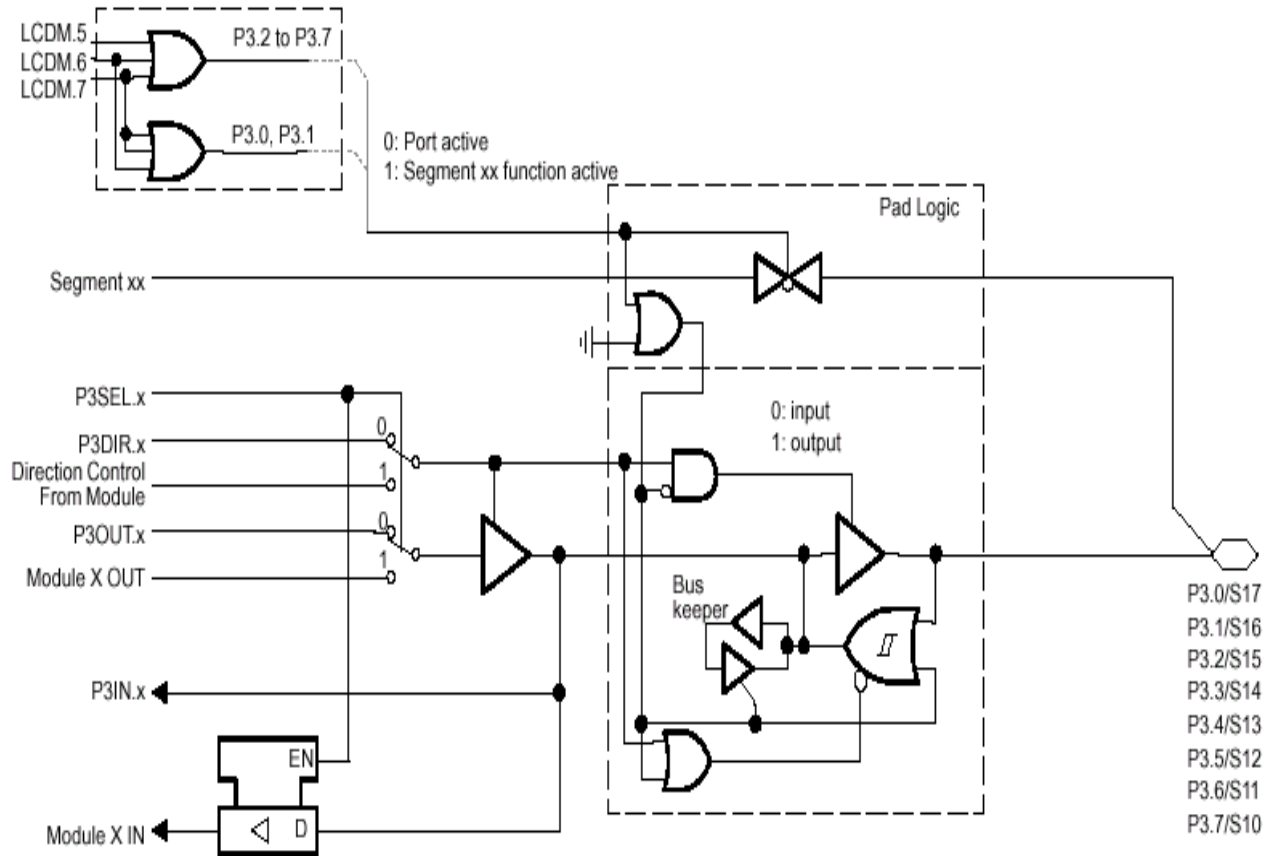 LCDM.5
LCDM.6
LCDM.7
P3.2 to P3.7
P3.0, P3.1
0: Port active
1: Segment xx function active
Pad Logic
Segment xx
P3SEL.x
0
P3DIR.x
Direction Control
From Module
1
0
P3OUT.x
1
Module X OUT
0: input
1: output
Bus
keeper
P3.0/S17
P3.1/S16
P3.2/S15
P3.3/S14
P3.4/S13
P3.5/S12
P3.6/S11
P3.7/S10
P3IN.x
EN
D
Module X IN